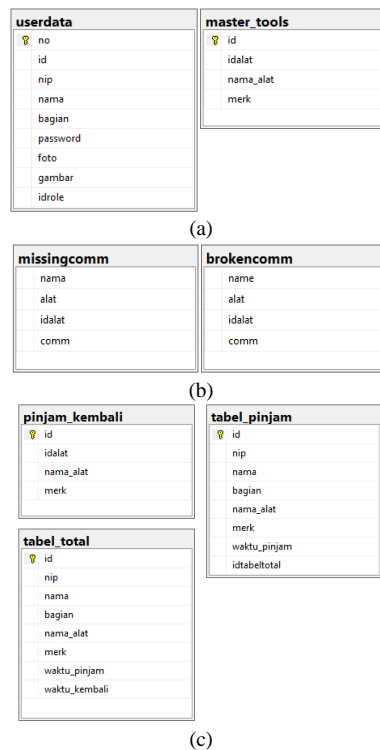 userdata
no
id
nip
nama
bagian
password
foto
gambar
idrole
master_tools
id
idalat
nama_alat
merk
(a)
missingcomm
nama
alat
idalat
comm
brokencomm
name
alat
idalat
comm
(b)
pinjam_kembali
id
idalat
nama_alat
merk
tabel_pinjam
id
nip
nama
bagian
nama_alat
merk
waktu_pinjam
idtabeltotal
tabel_total
id
nip
nama
bagian
nama_alat
merk
waktu_pinjam
waktu_kembali
(c)